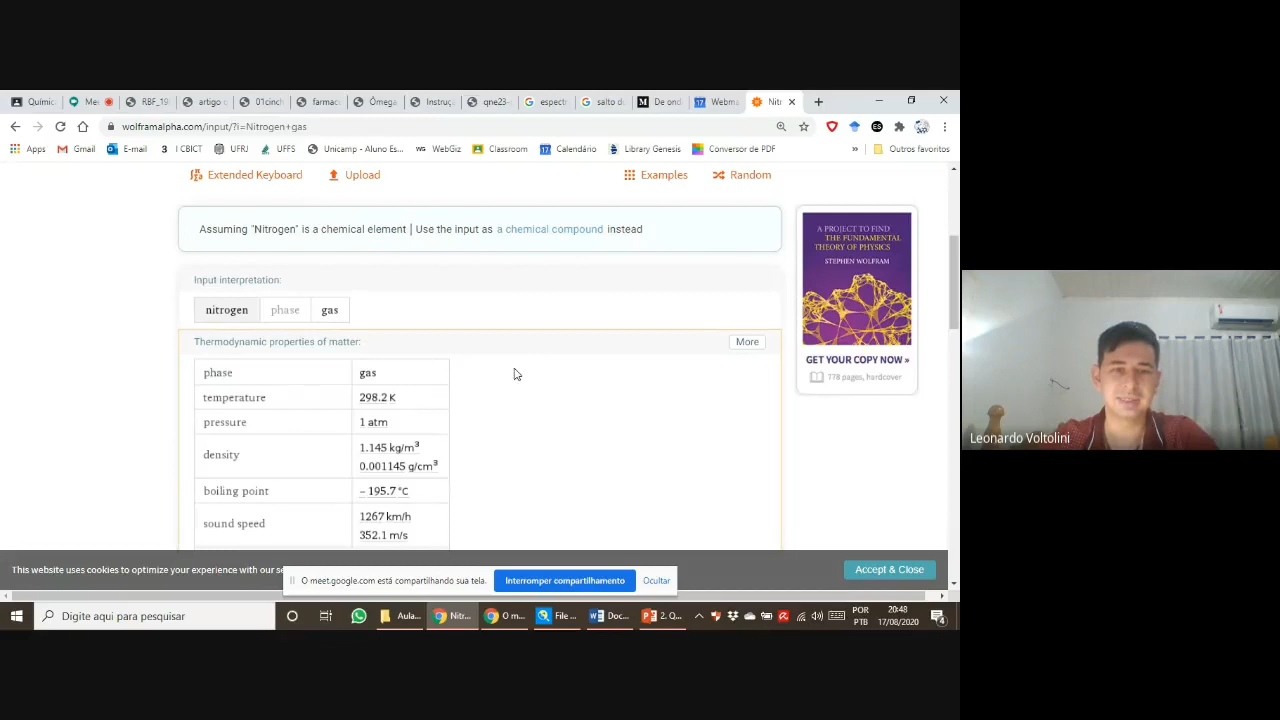 Químic
Me
RBF_19
artigo
01cinch
farmac
Ômega
Instruç
qne23-
espectr
salto d
De ond
Webma
Nitr
wolframalpha.com/input/?i=Nitrogen+gas
Apps
Gmail
E-mail
I CBICT
UFRJ
UFFS
Unicamp - Aluno Es...
WebGiz
Classroom
Calendário
Library Genesis
Conversor de PDF
»
Outros favoritos
Extended Keyboard
Upload
Examples
Random
Assuming "Nitrogen" is a chemical element | Use the input as a chemical compound instead
Input interpretation:
nitrogen phase gas
Thermodynamic properties of matter:
More
phase gas
temperature 298.2 K
pressure 1 atm
density 1.145 kg/m³
0.001145 g/cm³
boiling point – 195.7 °C
sound speed 1267 km/h
352.1 m/s
A PROJECT TO FIND
THE FUNDAMENTAL
THEORY OF PHYSICS
STEPHEN WOLFRAM
GET YOUR COPY NOW »
778 pages, hardcover
Leonardo Voltolini
This website uses cookies to optimize your experience with our se
Accept & Close
O meet.google.com está compartilhando sua tela.
Interromper compartilhamento
Ocultar
Digite aqui para pesquisar
Aula...
Nitr...
O m...
File ...
Doc...
2. Q...
POR
PTB
20:48
17/08/2020
4